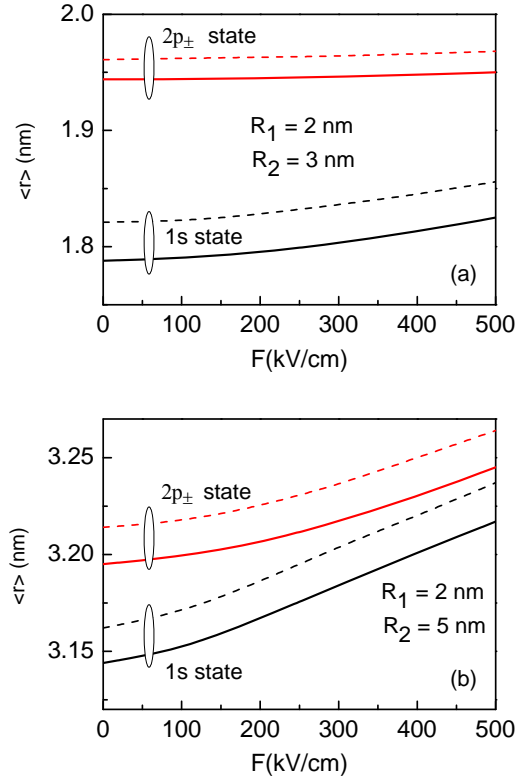 2.0
2p± state
1.9
<r> (nm)
R1 = 2 nm
R2 = 3 nm
1.8
1s state
(a)
0 100 200 300 400 500
F(kV/cm)
3.25
2p± state
<r> (nm)
3.20
R1 = 2 nm
R2 = 5 nm
3.15
1s state
(b)
0 100 200 300 400 500
F(kV/cm)